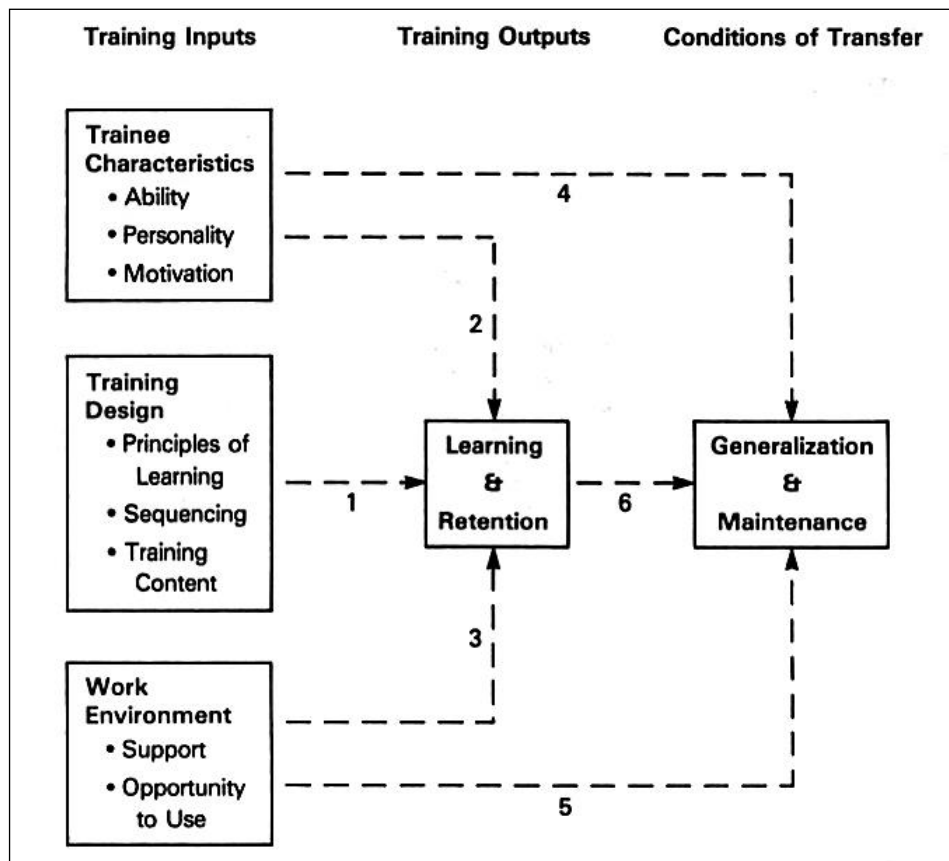 Training Inputs
Training Outputs
Conditions of Transfer
Trainee
Characteristics
• Ability
• Personality
• Motivation
4
2
Training
Design
• Principles of
Learning
• Sequencing
• Training
Content
1
Learning
&
Retention
6
Generalization
&
Maintenance
3
Work
Environment
• Support
• Opportunity
to Use
5